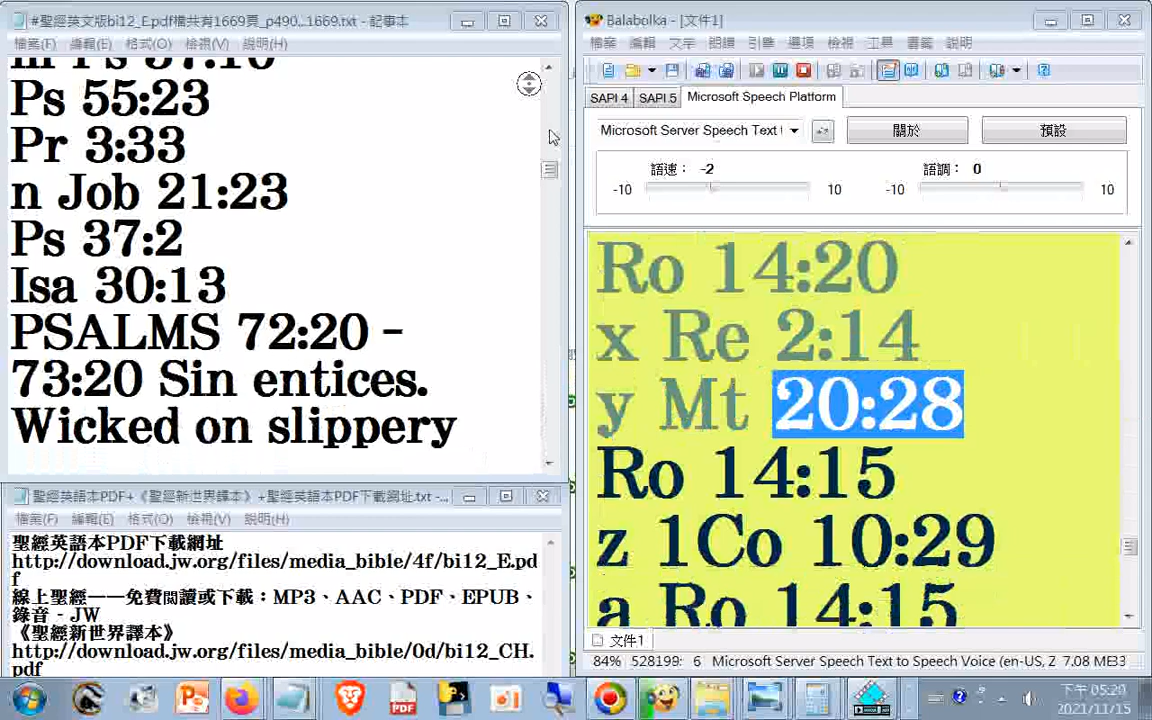 #聖經英文版bi12_E.pdf檔共有1669頁_p490,..1669.txt - 記事本
檔案(F) 編輯(E) 格式(O) 檢視(V) 說明(H)
m Ps 37:10
Ps 55:23
Pr 3:33
n Job 21:23
Ps 37:2
Isa 30:13
PSALMS 72:20 -
73:20 Sin entices.
Wicked on slippery
聖經英語本PDF+《聖經新世界譯本》+聖經英語本PDF下載網址.txt -...
檔案(F) 編輯(E) 格式(O) 檢視(V) 說明(H)
聖經英語本PDF下載網址
http://download.jw.org/files/media_bible/4f/bi12_E.pd
f
線上聖經——免費閱讀或下載：MP3、AAC、PDF、EPUB、
錄音 - JW
《聖經新世界譯本》
http://download.jw.org/files/media_bible/0d/bi12_CH.
pdf
Balabolka - [文件1]
檔案 編輯 文字 朗讀 引擎 選項 檢視 工具 書籤 說明
SAPI 4 SAPI 5 Microsoft Speech Platform
Microsoft Server Speech Text 關於 預設
語速： -2 語調： 0
-10 10 -10 10
Ro 14:20
x Re 2:14
y Mt 20:28
Ro 14:15
z 1Co 10:29
a Ro 14:15
文件1
84% 528199: 6 Microsoft Server Speech Text to Speech Voice (en-US, Z 7.08 MB
PDF
下午 05:20
2021/11/15